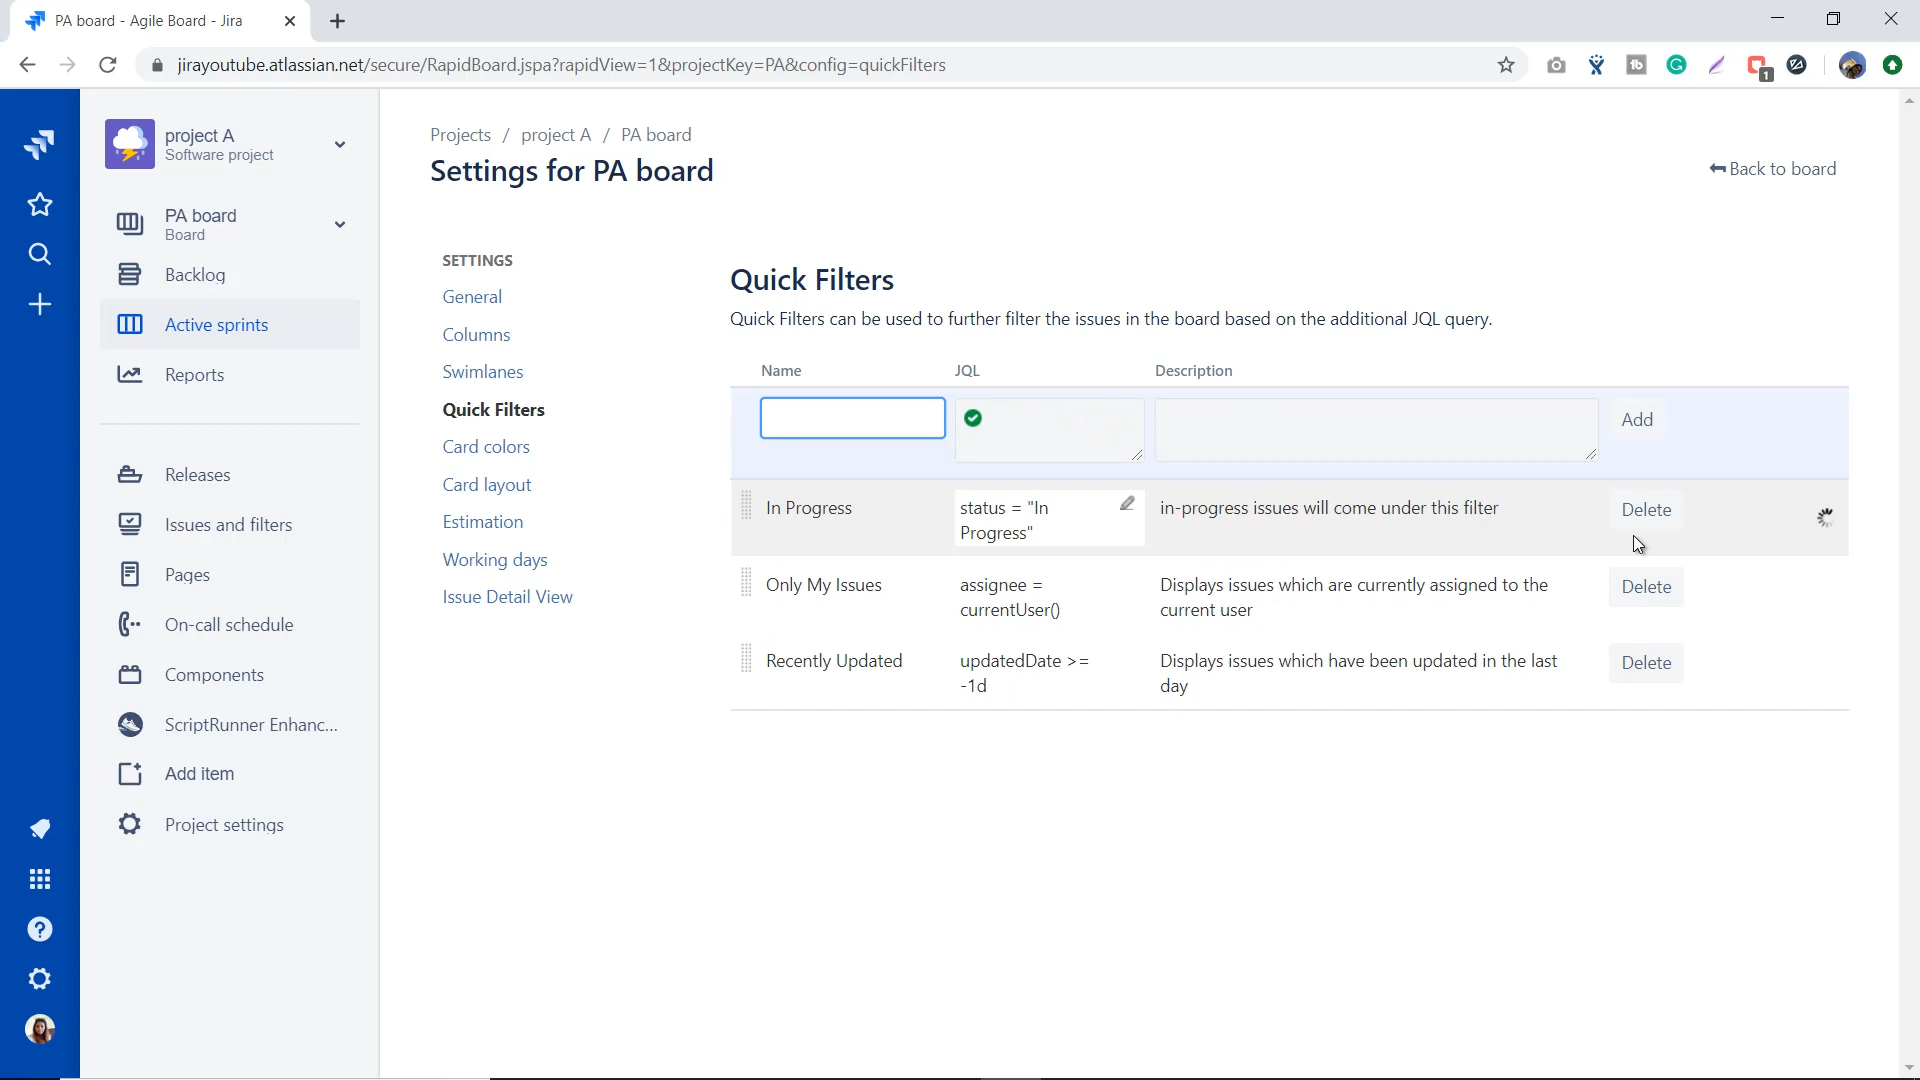 PA board - Agile Board - Jira
jirayoutube.atlassian.net/secure/RapidBoard.jspa?rapidView=1&projectKey=PA&config=quickFilters
1
project A
Software project
PA board
Board
Backlog
Active sprints
Reports
Releases
Issues and filters
Pages
On-call schedule
Components
ScriptRunner Enhanc...
Add item
Project settings
Projects / project A / PA board
Settings for PA board
Back to board
SETTINGS
General
Columns
Swimlanes
Quick Filters
Card colors
Card layout
Estimation
Working days
Issue Detail View
Quick Filters
Quick Filters can be used to further filter the issues in the board based on the additional JQL query.
Name JQL Description
Add
In Progress
status = "In
Progress"
in-progress issues will come under this filter
Delete
Only My Issues
assignee =
currentUser()
Displays issues which are currently assigned to the
current user
Delete
Recently Updated
updatedDate >=
-1d
Displays issues which have been updated in the last
day
Delete